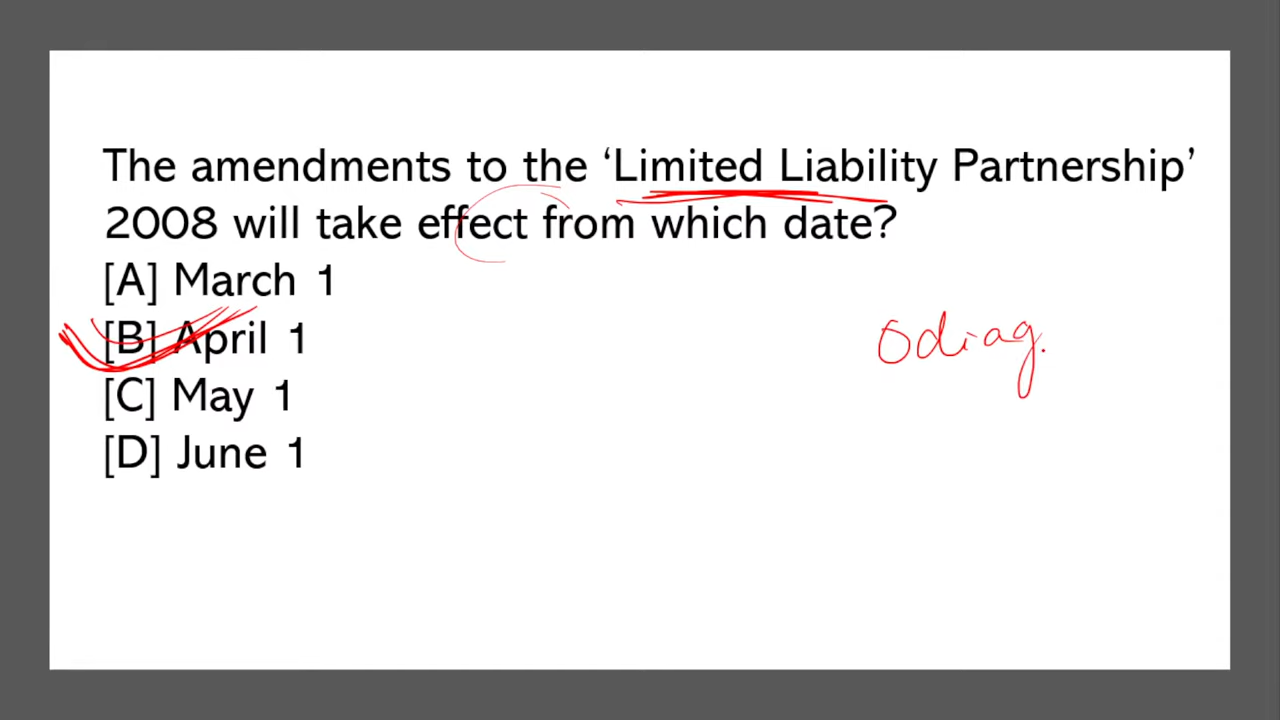 The amendments to the ‘Limited Liability Partnership’
2008 will take effect from which date?
[A] March 1
[B] April 1
[C] May 1
[D] June 1
odiag.